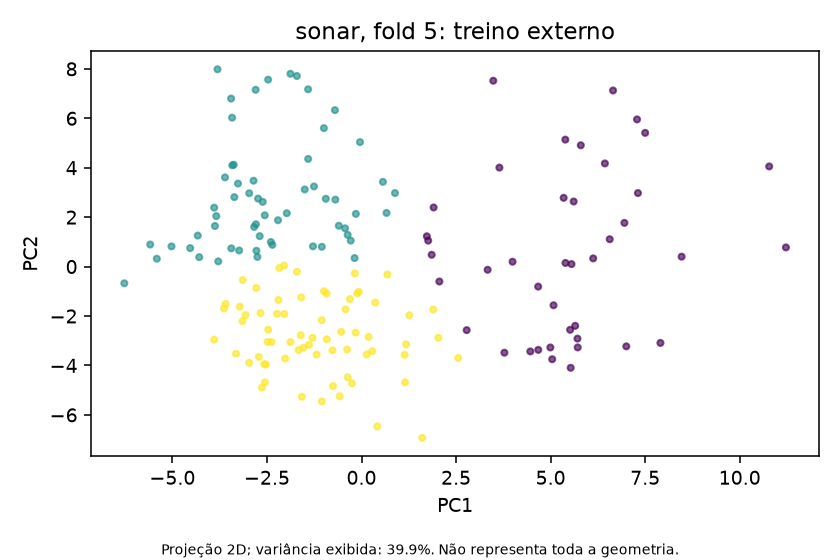 sonar, fold 5: treino externo
8
6
4
2
0
−2
−4
−6
PC2
−5.0 −2.5 0.0 2.5 5.0 7.5 10.0
PC1
Projeção 2D; variância exibida: 39.9%. Não representa toda a geometria.